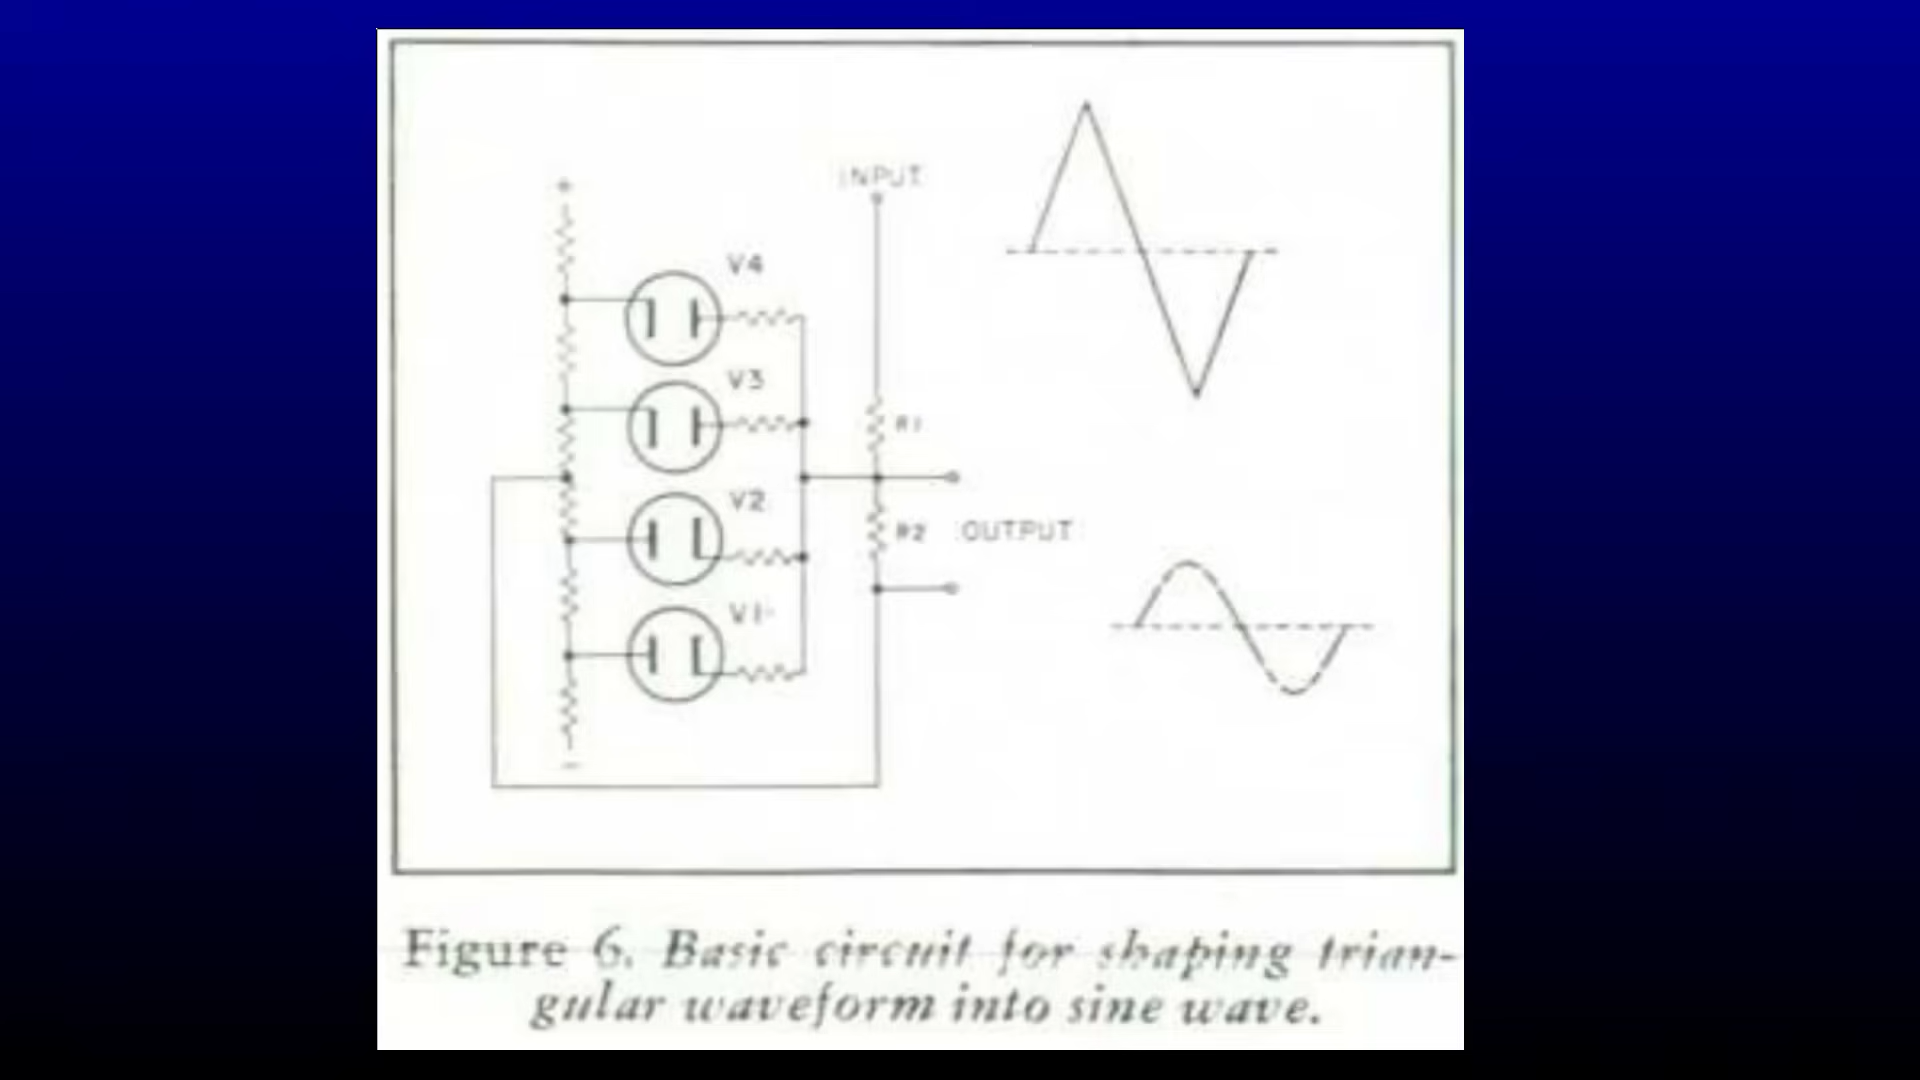 +
INPUT
V4
V3
R1
V2
R2 OUTPUT
V1
Figure 6. Basic circuit for shaping trian-
gular waveform into sine wave.